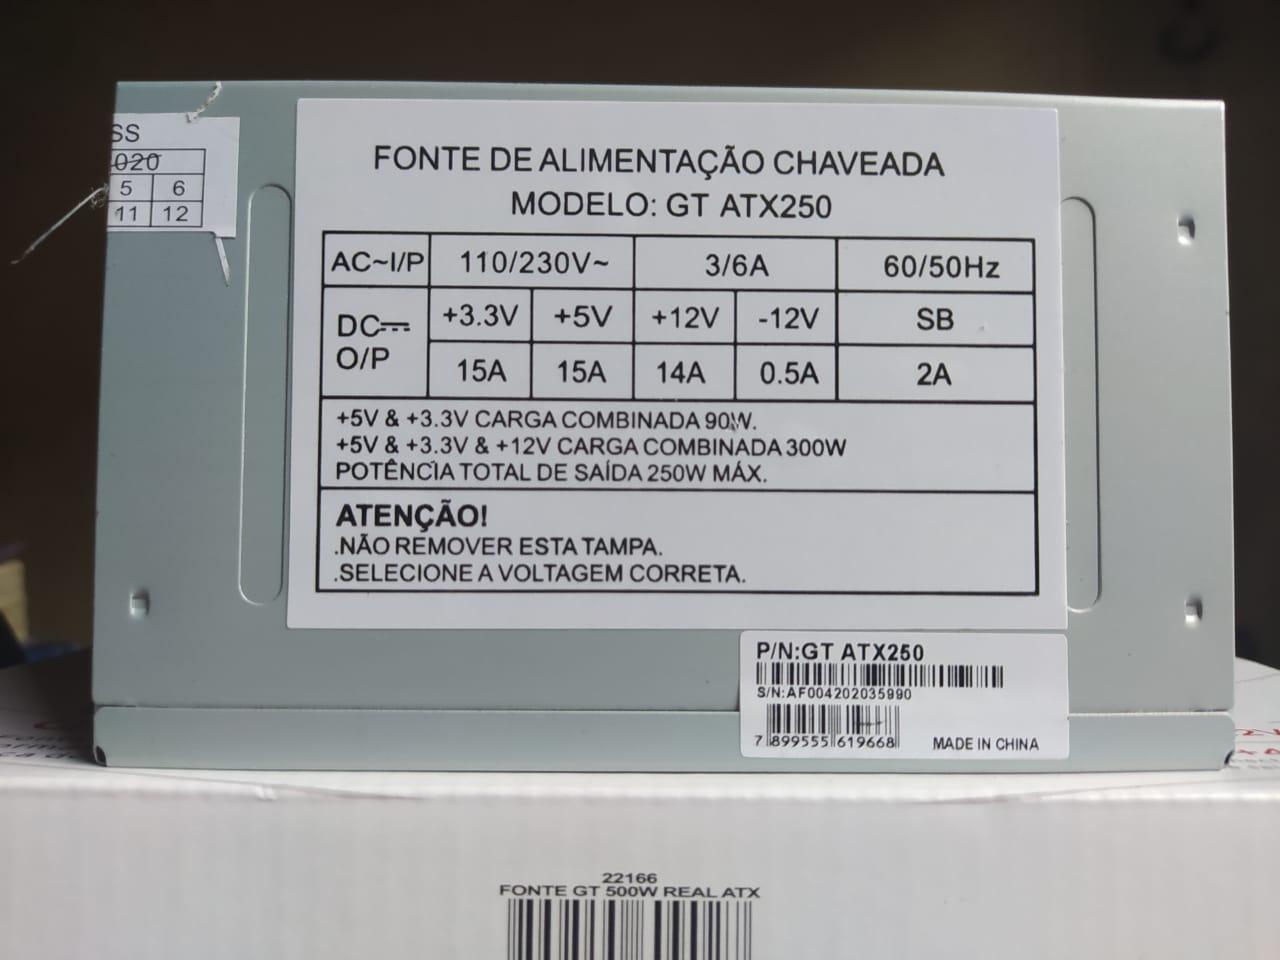 SS
020
5 6
11 12
FONTE DE ALIMENTAÇÃO CHAVEADA
MODELO: GT ATX250
AC~I/P 110/230V~ 3/6A 60/50Hz
DC⎓ O/P +3.3V +5V +12V -12V SB
15A 15A 14A 0.5A 2A
+5V & +3.3V CARGA COMBINADA 90W.
+5V & +3.3V & +12V CARGA COMBINADA 300W
POTÊNCIA TOTAL DE SAÍDA 250W MÁX.
ATENÇÃO!
.NÃO REMOVER ESTA TAMPA.
.SELECIONE A VOLTAGEM CORRETA.
P/N:GT ATX250
S/N:AF004202035990
7 899555 619668
MADE IN CHINA
22166
FONTE GT 500W REAL ATX